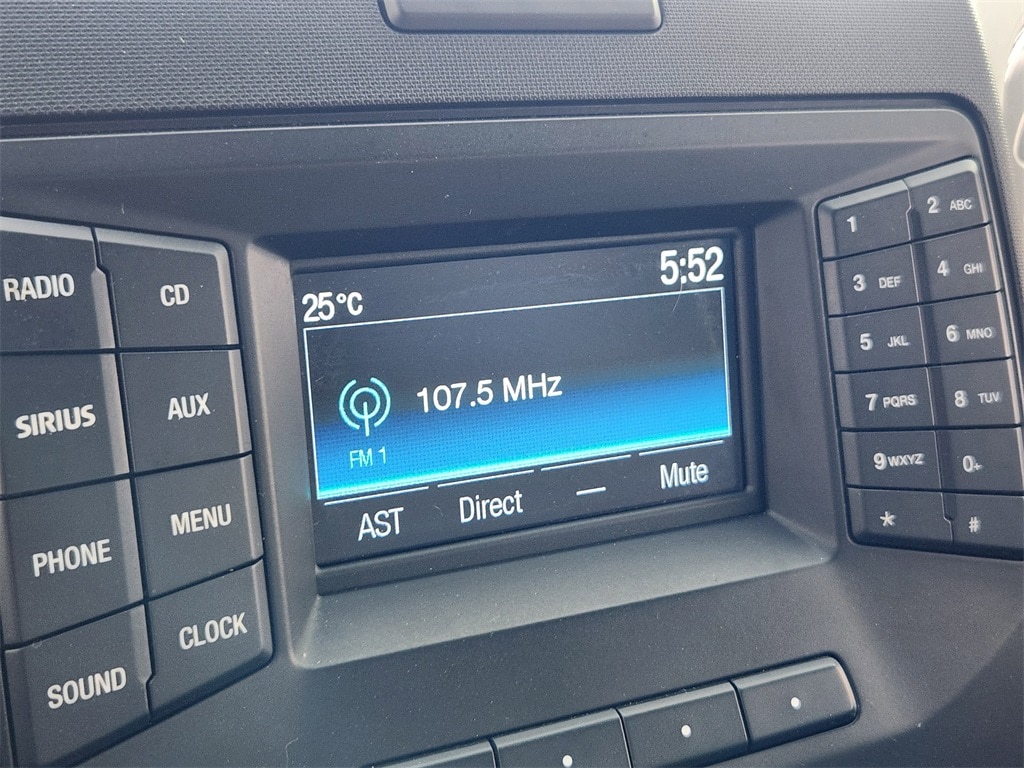 RADIO
CD
SIRIUS
AUX
PHONE
MENU
SOUND
CLOCK
25°C
5:52
107.5 MHz
FM 1
AST Direct — Mute
1
2 ABC
3 DEF
4 GHI
5 JKL
6 MNO
7 PQRS
8 TUV
9 WXYZ
0+
*
#